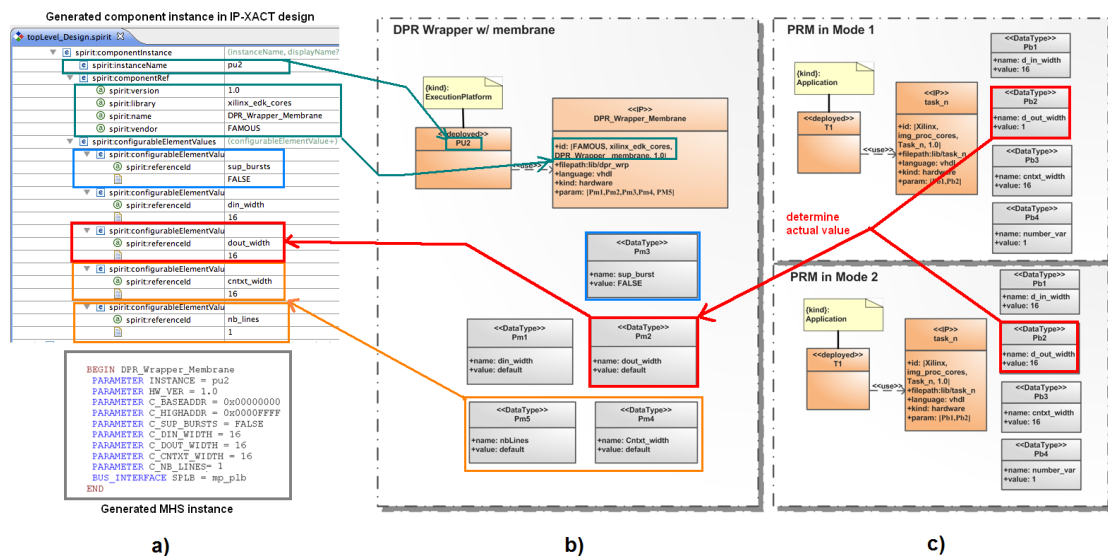 Generated component instance in IP-XACT design
topLevel_Design.spirit
spirit:componentInstance (instanceName, displayName?
spirit:instanceName pu2
spirit:componentRef
spirit:version 1.0
spirit:library xilinx_edk_cores
spirit:name DPR_Wrapper_Membrane
spirit:vendor FAMOUS
spirit:configurableElementValues (configurableElementValue+)
spirit:configurableElementValu
spirit:referenceId sup_bursts
FALSE
spirit:configurableElementValu
spirit:referenceId din_width
16
spirit:configurableElementValu
spirit:referenceId dout_width
16
spirit:configurableElementValu
spirit:referenceId cntxt_width
16
spirit:configurableElementValu
spirit:referenceId nb_lines
1
BEGIN DPR_Wrapper_Membrane
PARAMETER INSTANCE = pu2
PARAMETER HW_VER = 1.0
PARAMETER C_BASEADDR = 0x00000000
PARAMETER C_HIGHADDR = 0x0000FFFF
PARAMETER C_SUP_BURSTS = FALSE
PARAMETER C_DIN_WIDTH = 16
PARAMETER C_DOUT_WIDTH = 16
PARAMETER C_CNTXT_WIDTH = 16
PARAMETER C_NB_LINES= 1
BUS_INTERFACE SPLB = mp_plb
END
Generated MHS instance
a)
DPR Wrapper w/ membrane
{kind}:
ExecutionPlatform
<<deployed>>
PU2
<<use>>
<<IP>>
DPR_Wrapper_Membrane
+id: |FAMOUS, xilinx_edk_cores,
DPR_Wrapper_membrane, 1.0|
+filepath:lib/dpr_wrp
+language: vhdl
+kind: hardware
+param: |Pm1,Pm2,Pm3,Pm4, PM5|
<<DataType>>
Pm3
+name: sup_burst
+value: FALSE
<<DataType>>
Pm1
+name: din_width
+value: default
<<DataType>>
Pm2
+name: dout_width
+value: default
<<DataType>>
Pm5
+name: nbLines
+value: default
<<DataType>>
Pm4
+name: Cntxt_width
+value: default
b)
PRM in Mode 1
{kind}:
Application
<<deployed>>
T1
<<use>>
<<IP>>
task_n
+id: |Xilinx,
img_proc_cores,
Task_n, 1.0|
+filepath:lib/task_n
+language: vhdl
+kind: hardware
+param: |Pb1,Pb2|
<<DataType>>
Pb1
+name: d_in_width
+value: 16
<<DataType>>
Pb2
+name: d_out_width
+value: 1
<<DataType>>
Pb3
+name: cntxt_width
+value: 16
<<DataType>>
Pb4
+name: number_var
+value: 1
determine
actual value
PRM in Mode 2
{kind}:
Application
<<deployed>>
T1
<<use>>
<<IP>>
task_n
+id: |Xilinx,
img_proc_cores,
Task_n, 1.0|
+filepath:lib/task_n
+language: vhdl
+kind: hardware
+param: |Pb1,Pb2|
<<DataType>>
Pb1
+name: d_in_width
+value: 16
<<DataType>>
Pb2
+name: d_out_width
+value: 16
<<DataType>>
Pb3
+name: cntxt_width
+value: 16
<<DataType>>
Pb4
+name: number_var
+value: 1
c)